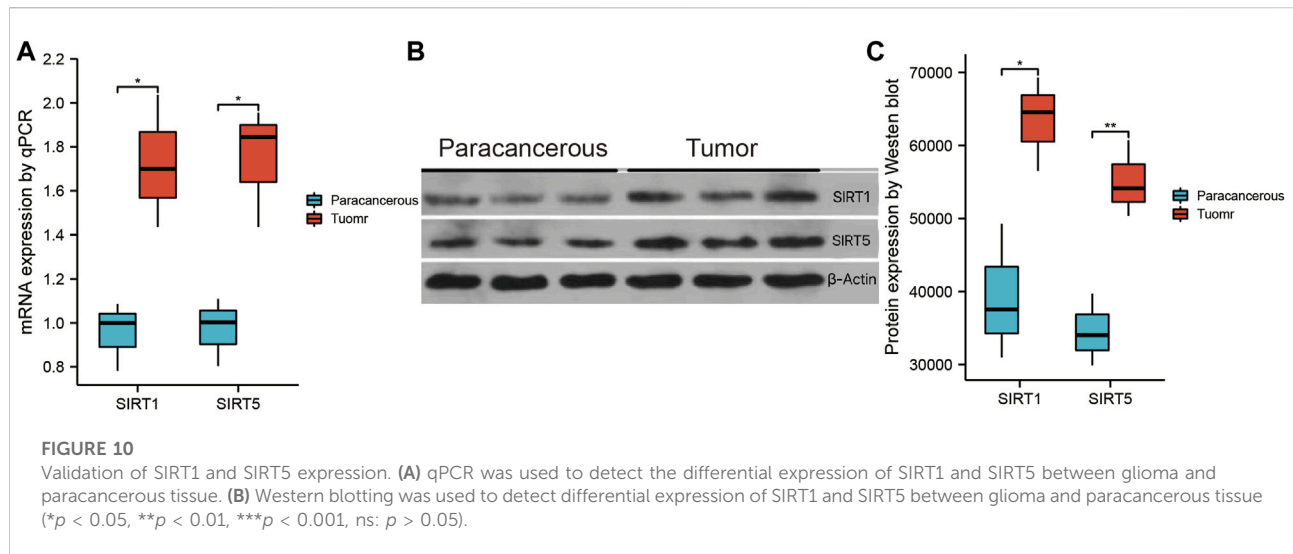 A
B
C
mRNA expression by qPCR
2.2
2.0
1.8
1.6
1.4
1.2
1.0
0.8
*
*
SIRT1
SIRT5
Paracancerous
Tuomr
Paracancerous
Tumor
SIRT1
SIRT5
β-Actin
Protein expression by Westen blot
70000
60000
50000
40000
30000
*
**
SIRT1
SIRT5
Paracancerous
Tuomr
FIGURE 10
Validation of SIRT1 and SIRT5 expression. (A) qPCR was used to detect the differential expression of SIRT1 and SIRT5 between glioma and
paracancerous tissue. (B) Western blotting was used to detect differential expression of SIRT1 and SIRT5 between glioma and paracancerous tissue
(*p < 0.05, **p < 0.01, ***p < 0.001, ns: p > 0.05).